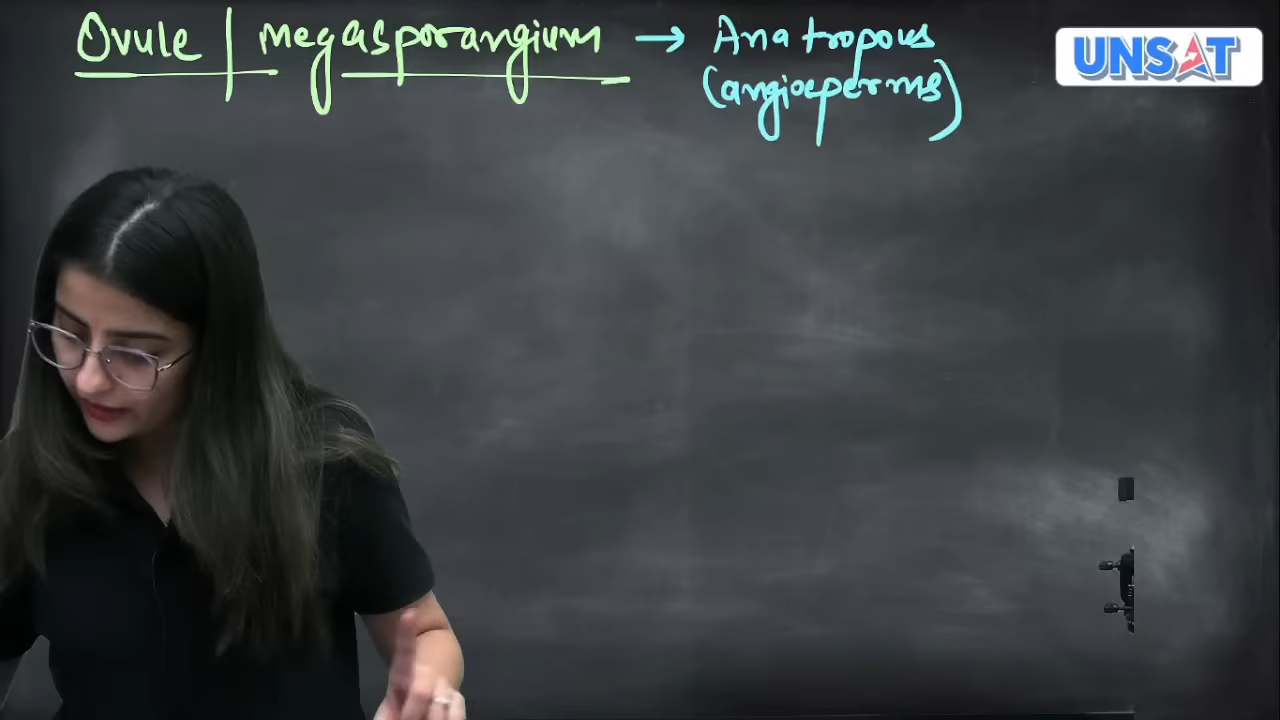 Ovule | megasporangium → Anatropous
(angiosperms)
UNSAT